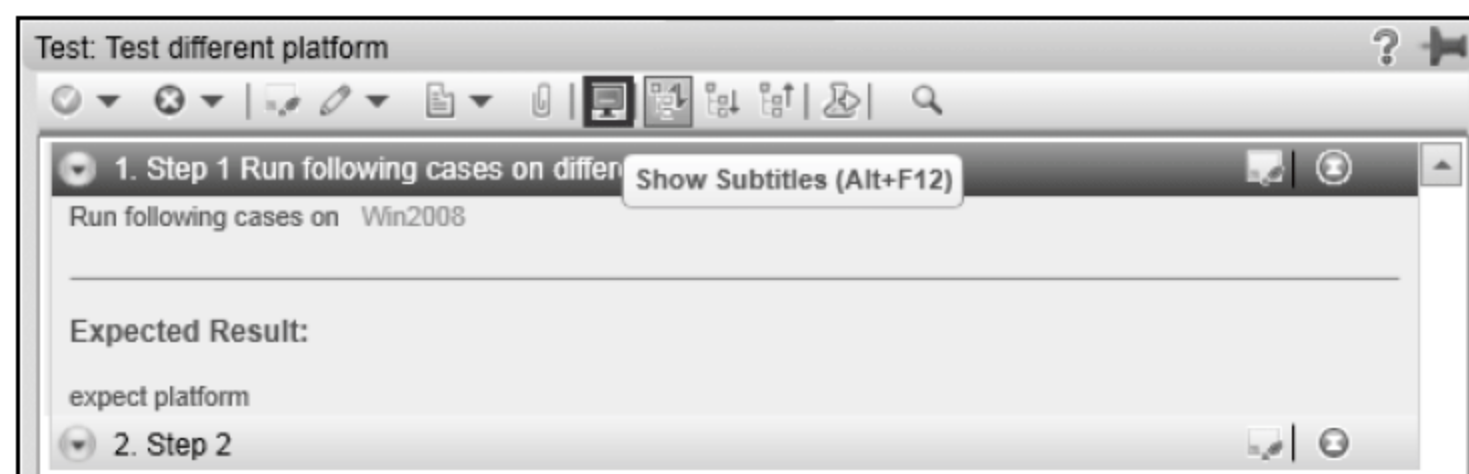 Test: Test different platform
1. Step 1 Run following cases on differ
Show Subtitles (Alt+F12)
Run following cases on Win2008
Expected Result:
expect platform
2. Step 2